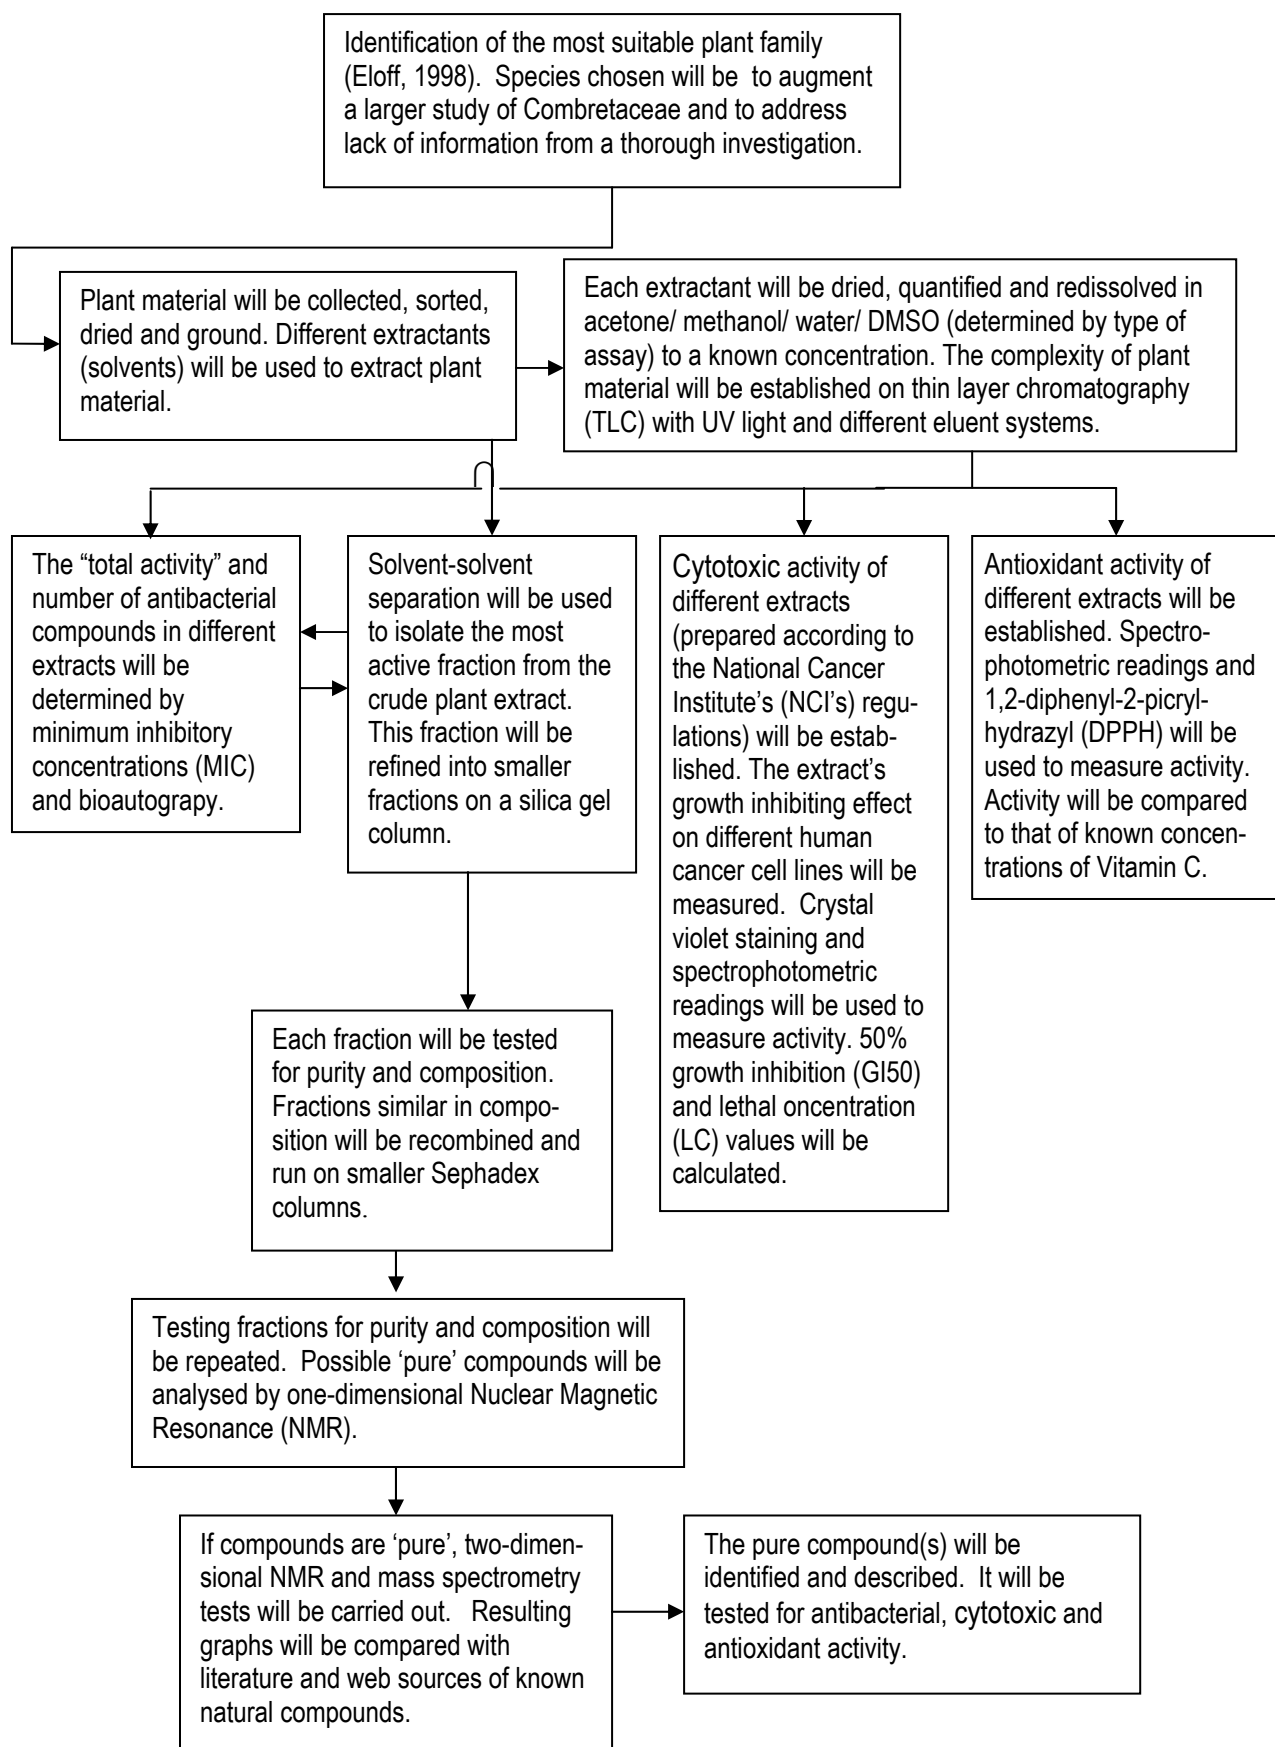 Identification of the most suitable plant family
(Eloff, 1998).  Species chosen will be  to augment
a larger study of Combretaceae and to address
lack of information from a thorough investigation.
Plant material will be collected, sorted,
dried and ground. Different extractants
(solvents) will be used to extract plant
material.
Each extractant will be dried, quantified and redissolved in
acetone/ methanol/ water/ DMSO (determined by type of
assay) to a known concentration. The complexity of plant
material will be established on thin layer chromatography
(TLC) with UV light and different eluent systems.
The “total activity” and
number of antibacterial
compounds in different
extracts will be
determined by
minimum inhibitory
concentrations (MIC)
and bioautograpy.
Solvent-solvent
separation will be used
to isolate the most
active fraction from the
crude plant extract.
This fraction will be
refined into smaller
fractions on a silica gel
column.
Cytotoxic activity of
different extracts
(prepared according to
the National Cancer
Institute’s (NCI’s) regu-
lations) will be estab-
lished. The extract’s
growth inhibiting effect
on different human
cancer cell lines will be
measured.  Crystal
violet staining and
spectrophotometric
readings will be used to
measure activity. 50%
growth inhibition (GI50)
and lethal oncentration
(LC) values will be
calculated.
Antioxidant activity of
different extracts will be
established. Spectro-
photometric readings and
1,2-diphenyl-2-picryl-
hydrazyl (DPPH) will be
used to measure activity.
Activity will be compared
to that of known concen-
trations of Vitamin C.
Each fraction will be tested
for purity and composition.
Fractions similar in compo-
sition will be recombined and
run on smaller Sephadex
columns.
Testing fractions for purity and composition will
be repeated.  Possible ‘pure’ compounds will be
analysed by one-dimensional Nuclear Magnetic
Resonance (NMR).
If compounds are ‘pure’, two-dimen-
sional NMR and mass spectrometry
tests will be carried out.   Resulting
graphs will be compared with
literature and web sources of known
natural compounds.
The pure compound(s) will be
identified and described.  It will be
tested for antibacterial, cytotoxic and
antioxidant activity.